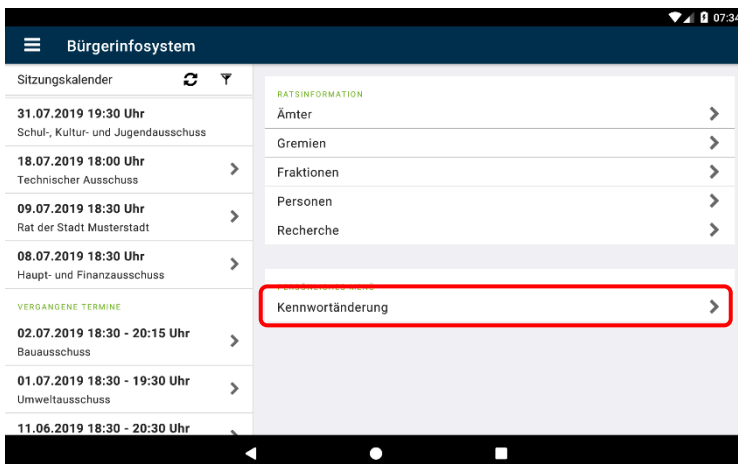 07:34
Bürgerinfosystem
Sitzungskalender
31.07.2019 19:30 Uhr
Schul-, Kultur- und Jugendausschuss
18.07.2019 18:00 Uhr
Technischer Ausschuss
09.07.2019 18:30 Uhr
Rat der Stadt Musterstadt
08.07.2019 18:30 Uhr
Haupt- und Finanzausschuss
VERGANGENE TERMINE
02.07.2019 18:30 - 20:15 Uhr
Bauausschuss
01.07.2019 18:30 - 19:30 Uhr
Umweltausschuss
11.06.2019 18:30 - 20:30 Uhr
RATSINFORMATION
Ämter
Gremien
Fraktionen
Personen
Recherche
PERSÖNLICHES MENÜ
Kennwortänderung